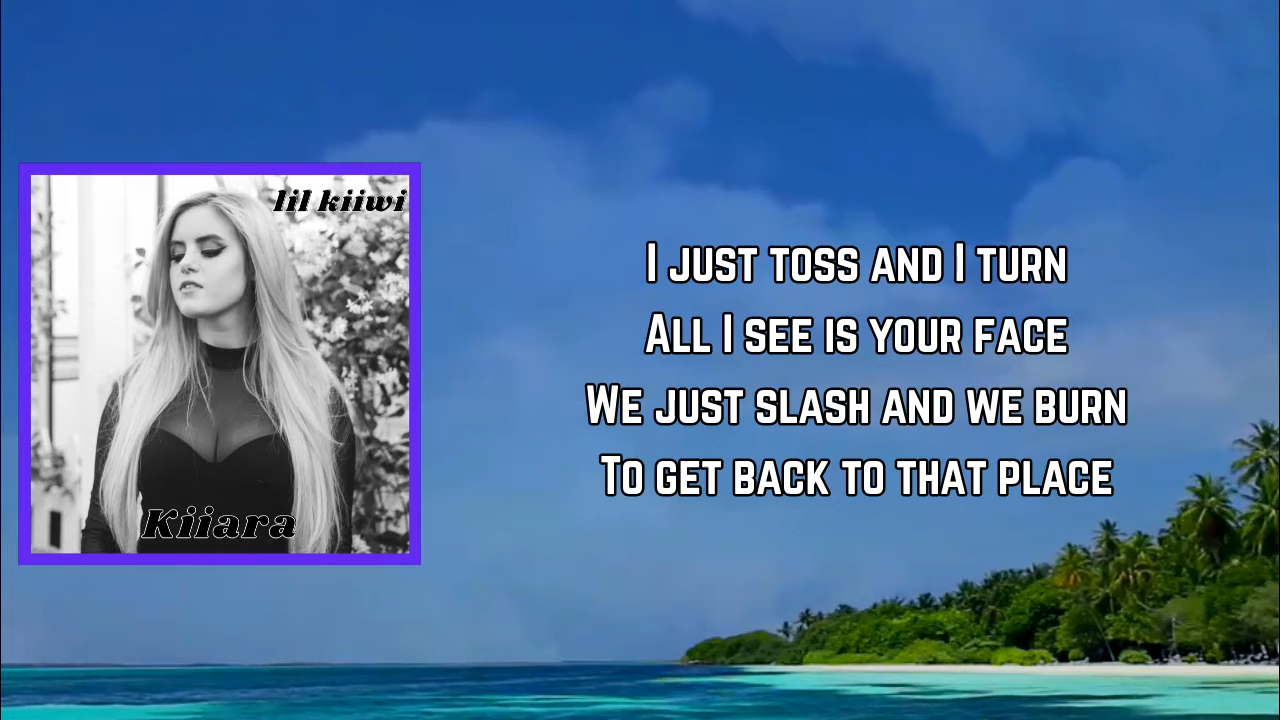 lil kiiwi
Kiiara
I JUST TOSS AND I TURN
ALL I SEE IS YOUR FACE
WE JUST SLASH AND WE BURN
TO GET BACK TO THAT PLACE